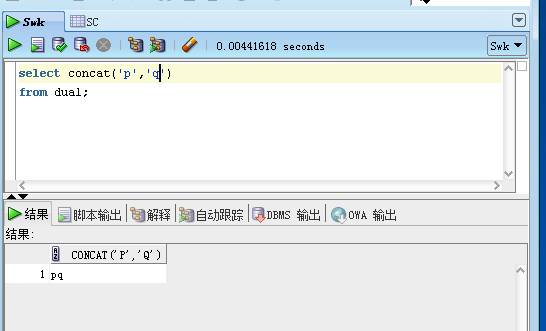 Swk
SC
0.00441618 seconds
Swk
select concat('p','q')
from dual;
结果
脚本输出
解释
自动跟踪
DBMS 输出
OWA 输出
结果:
CONCAT('P','Q')
1 pq